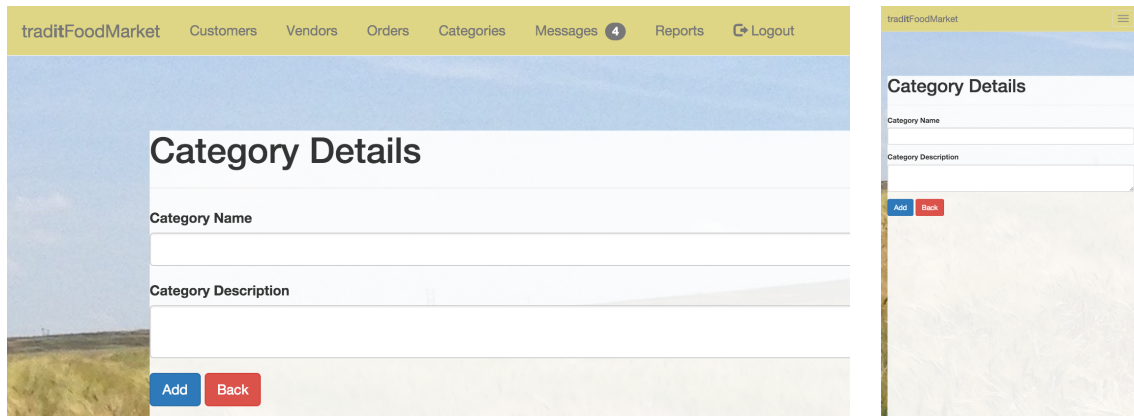 traditFoodMarket Customers Vendors Orders Categories Messages 4 Reports Logout
Category Details
Category Name
Category Description
Add Back
traditFoodMarket
Category Details
Category Name
Category Description
Add Back